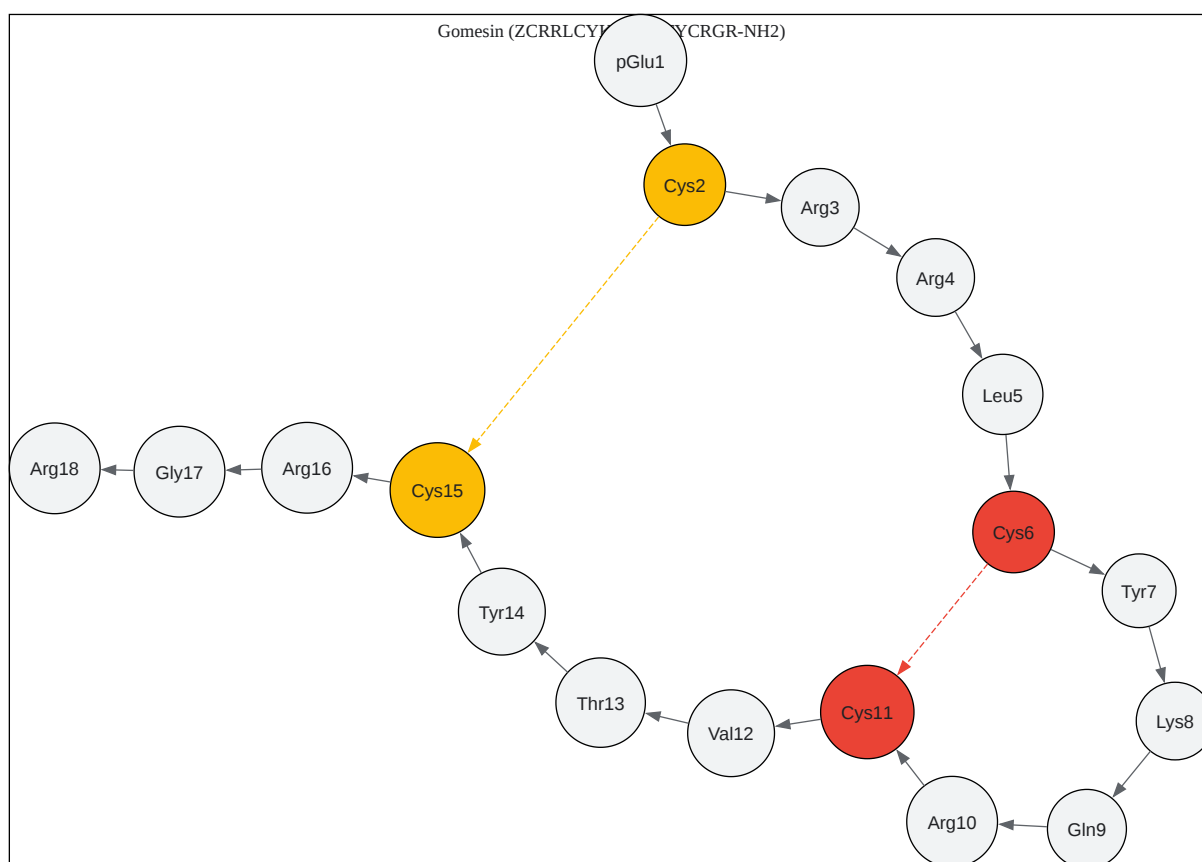 Gomesin (ZCRRLCY YCRGR-NH2)
pGlu1
Cys2
Arg3
Arg4
Leu5
Cys6
Tyr7
Lys8
Gln9
Arg10
Cys11
Val12
Thr13
Tyr14
Cys15
Arg16
Gly17
Arg18